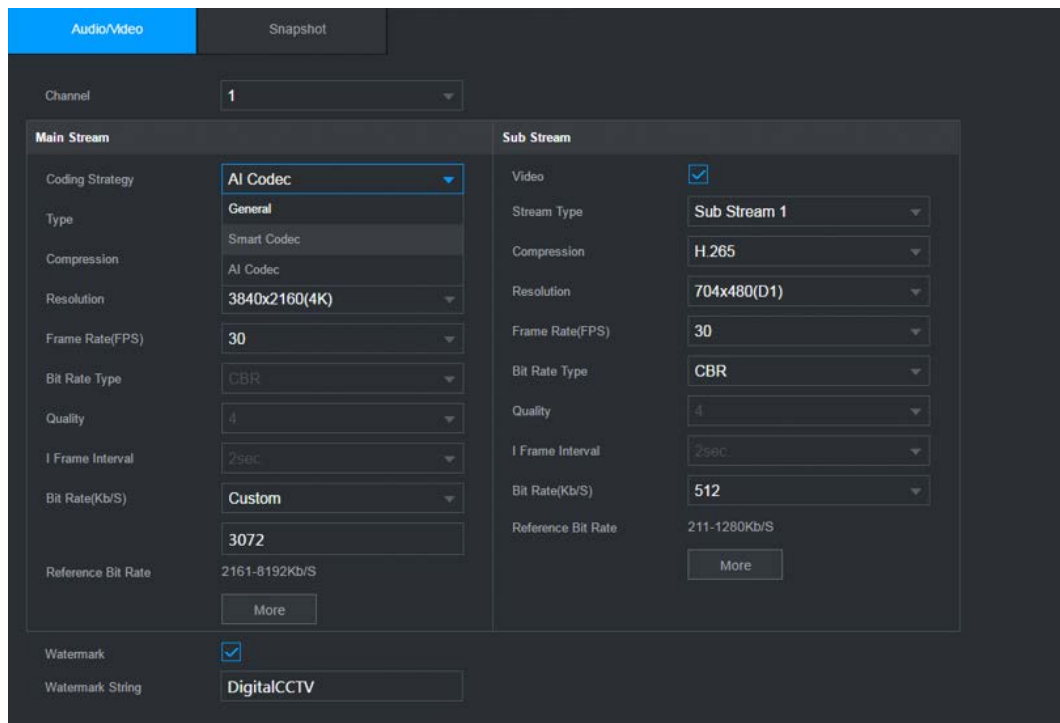 Audio/Video Snapshot
Channel 1
Main Stream
Coding Strategy AI Codec
General
Type
Smart Codec
Compression
AI Codec
Resolution 3840x2160(4K)
Frame Rate(FPS) 30
Bit Rate Type CBR
Quality 4
I Frame Interval 2sec.
Bit Rate(Kb/S) Custom
3072
Reference Bit Rate 2161-8192Kb/S
More
Sub Stream
Video
Stream Type Sub Stream 1
Compression H.265
Resolution 704x480(D1)
Frame Rate(FPS) 30
Bit Rate Type CBR
Quality 4
I Frame Interval 2sec.
Bit Rate(Kb/S) 512
Reference Bit Rate 211-1280Kb/S
More
Watermark
Watermark String DigitalCCTV